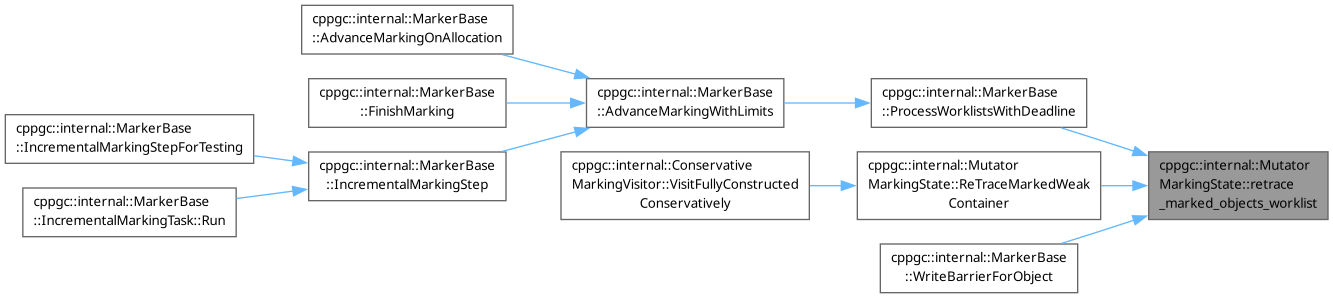 cppgc::internal::MarkerBase
::AdvanceMarkingOnAllocation
cppgc::internal::MarkerBase
::FinishMarking
cppgc::internal::MarkerBase
::AdvanceMarkingWithLimits
cppgc::internal::MarkerBase
::ProcessWorklistsWithDeadline
cppgc::internal::MarkerBase
::IncrementalMarkingStepForTesting
cppgc::internal::MarkerBase
::IncrementalMarkingStep
cppgc::internal::MarkerBase
::IncrementalMarkingTask::Run
cppgc::internal::Conservative
MarkingVisitor::VisitFullyConstructed
Conservatively
cppgc::internal::Mutator
MarkingState::ReTraceMarkedWeak
Container
cppgc::internal::Mutator
MarkingState::retrace
_marked_objects_worklist
cppgc::internal::MarkerBase
::WriteBarrierForObject